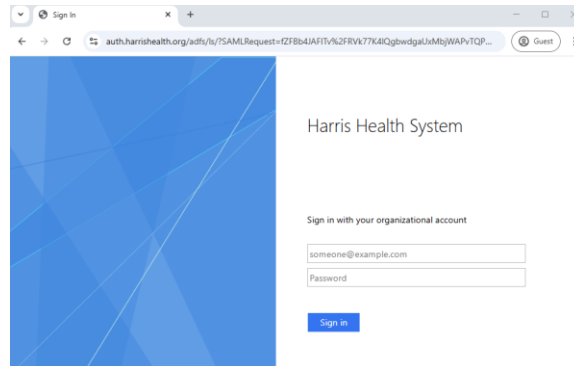 Sign In
auth.harrishealth.org/adfs/ls/?SAMLRequest=fZFBb4JAFITv%2FRVk77K4IQgbwdgaUxMbjWAPvTQP...
Guest
Harris Health System
Sign in with your organizational account
someone@example.com
Password
Sign in